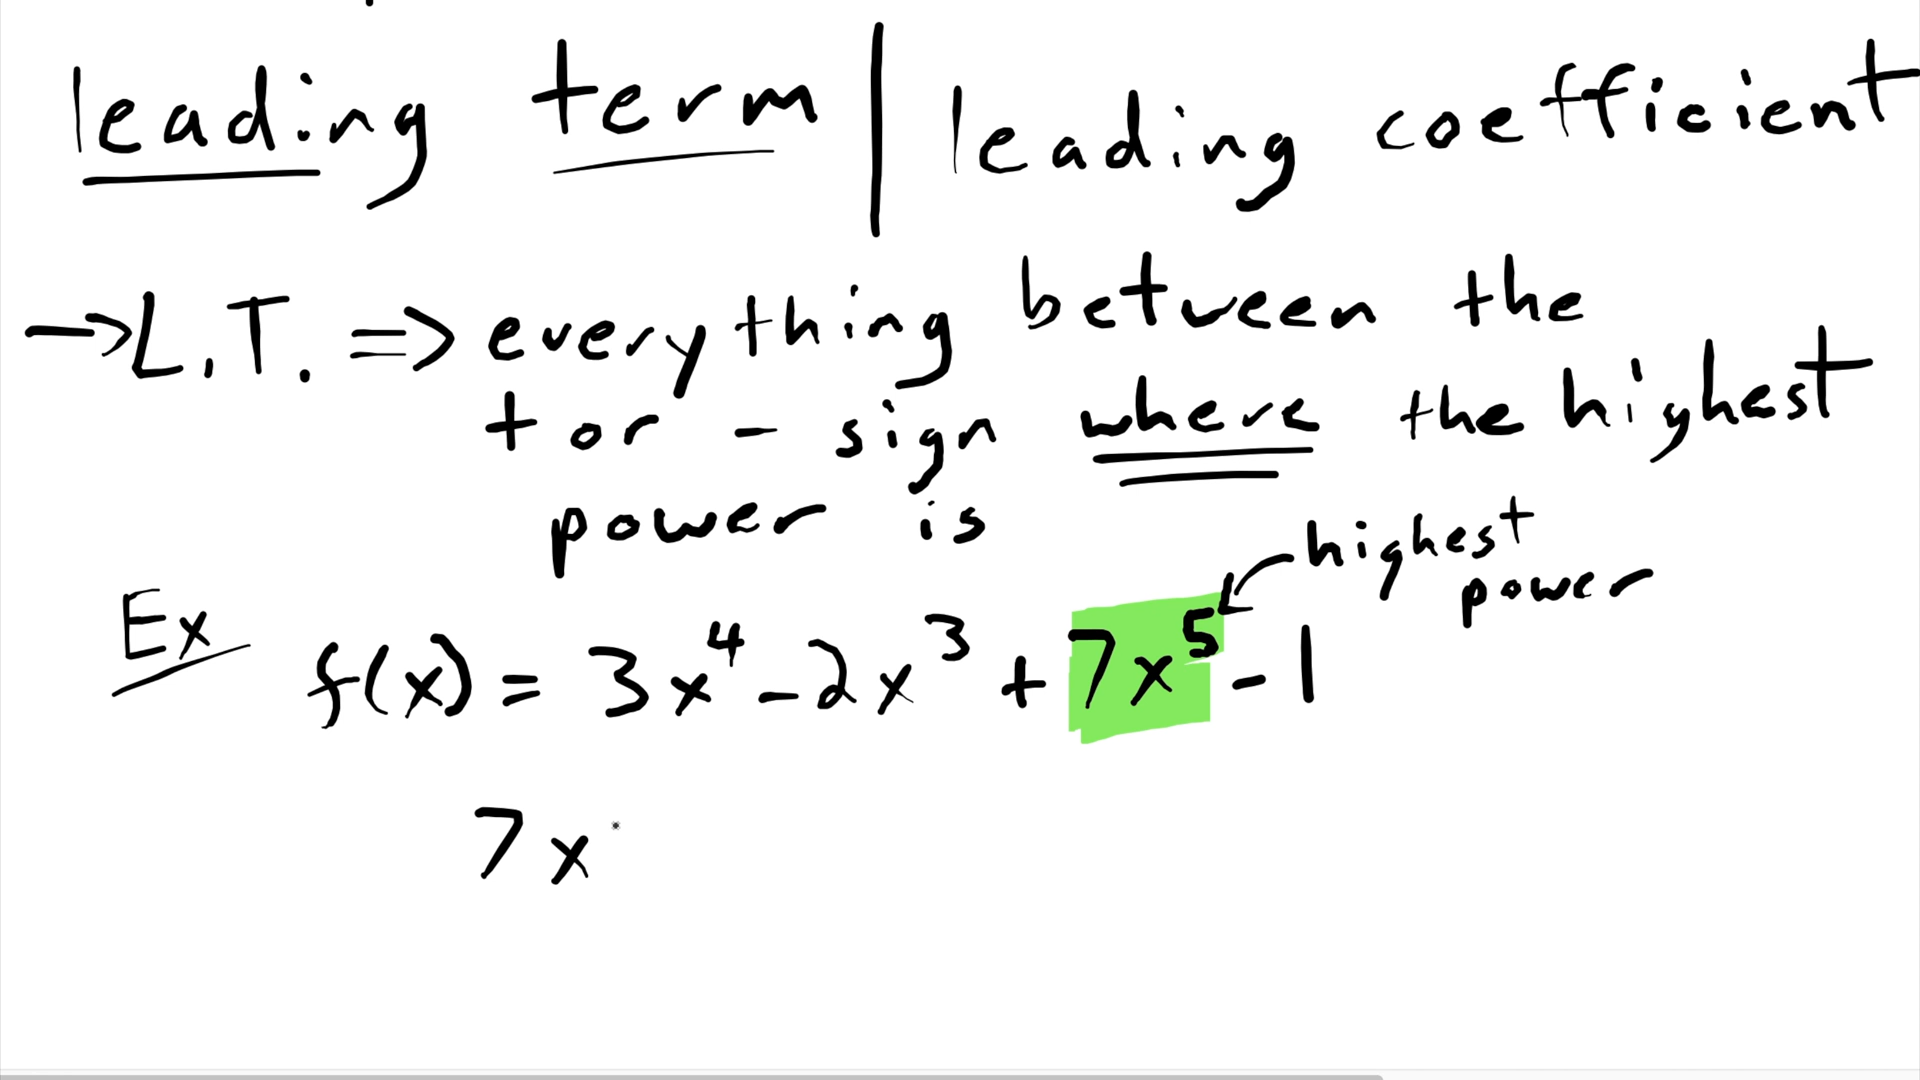 leading term | leading coefficient
→ L.T. ⇒ everything between the
+ or - sign where the highest
power is
highest
power
Ex f(x) = 3x⁴ - 2x³ + 7x⁵ - 1
7x